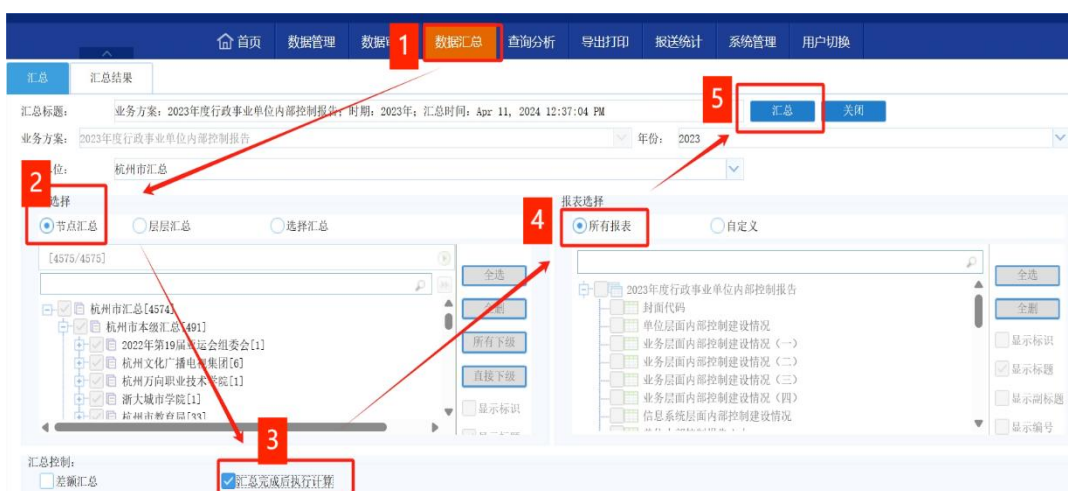 首页 数据管理 数据 1 数据汇总 查询分析 导出打印 报送统计 系统管理 用户切换
汇总 汇总结果
汇总标题: 业务方案: 2023年度行政事业单位内部控制报告; 时期: 2023年; 汇总时间: Apr 11, 2024 12:37:04 PM 5 汇总 关闭
业务方案: 2023年度行政事业单位内部控制报告 年份: 2023
位: 杭州市汇总
2 选择 报表选择
节点汇总 层层汇总 选择汇总 4 所有报表 自定义
[4575/4575]
全选 全选
杭州市汇总[4574] 全删 2023年度行政事业单位内部控制报告
杭州市本级汇总[491] 封面代码 全删
2022年第19届亚运会组委会[1] 所有下级 单位层面内部控制建设情况 显示标识
杭州文化广播电视集团[6] 业务层面内部控制建设情况（一）
杭州万向职业技术学院[1] 直接下级 业务层面内部控制建设情况（二） 显示标题
浙大城市学院[1] 业务层面内部控制建设情况（三）
杭州市教育局[33] 显示标识 业务层面内部控制建设情况（四） 显示副标题
信息系统层面内部控制建设情况
显示编号
3
汇总控制:
差额汇总 汇总完成后执行计算